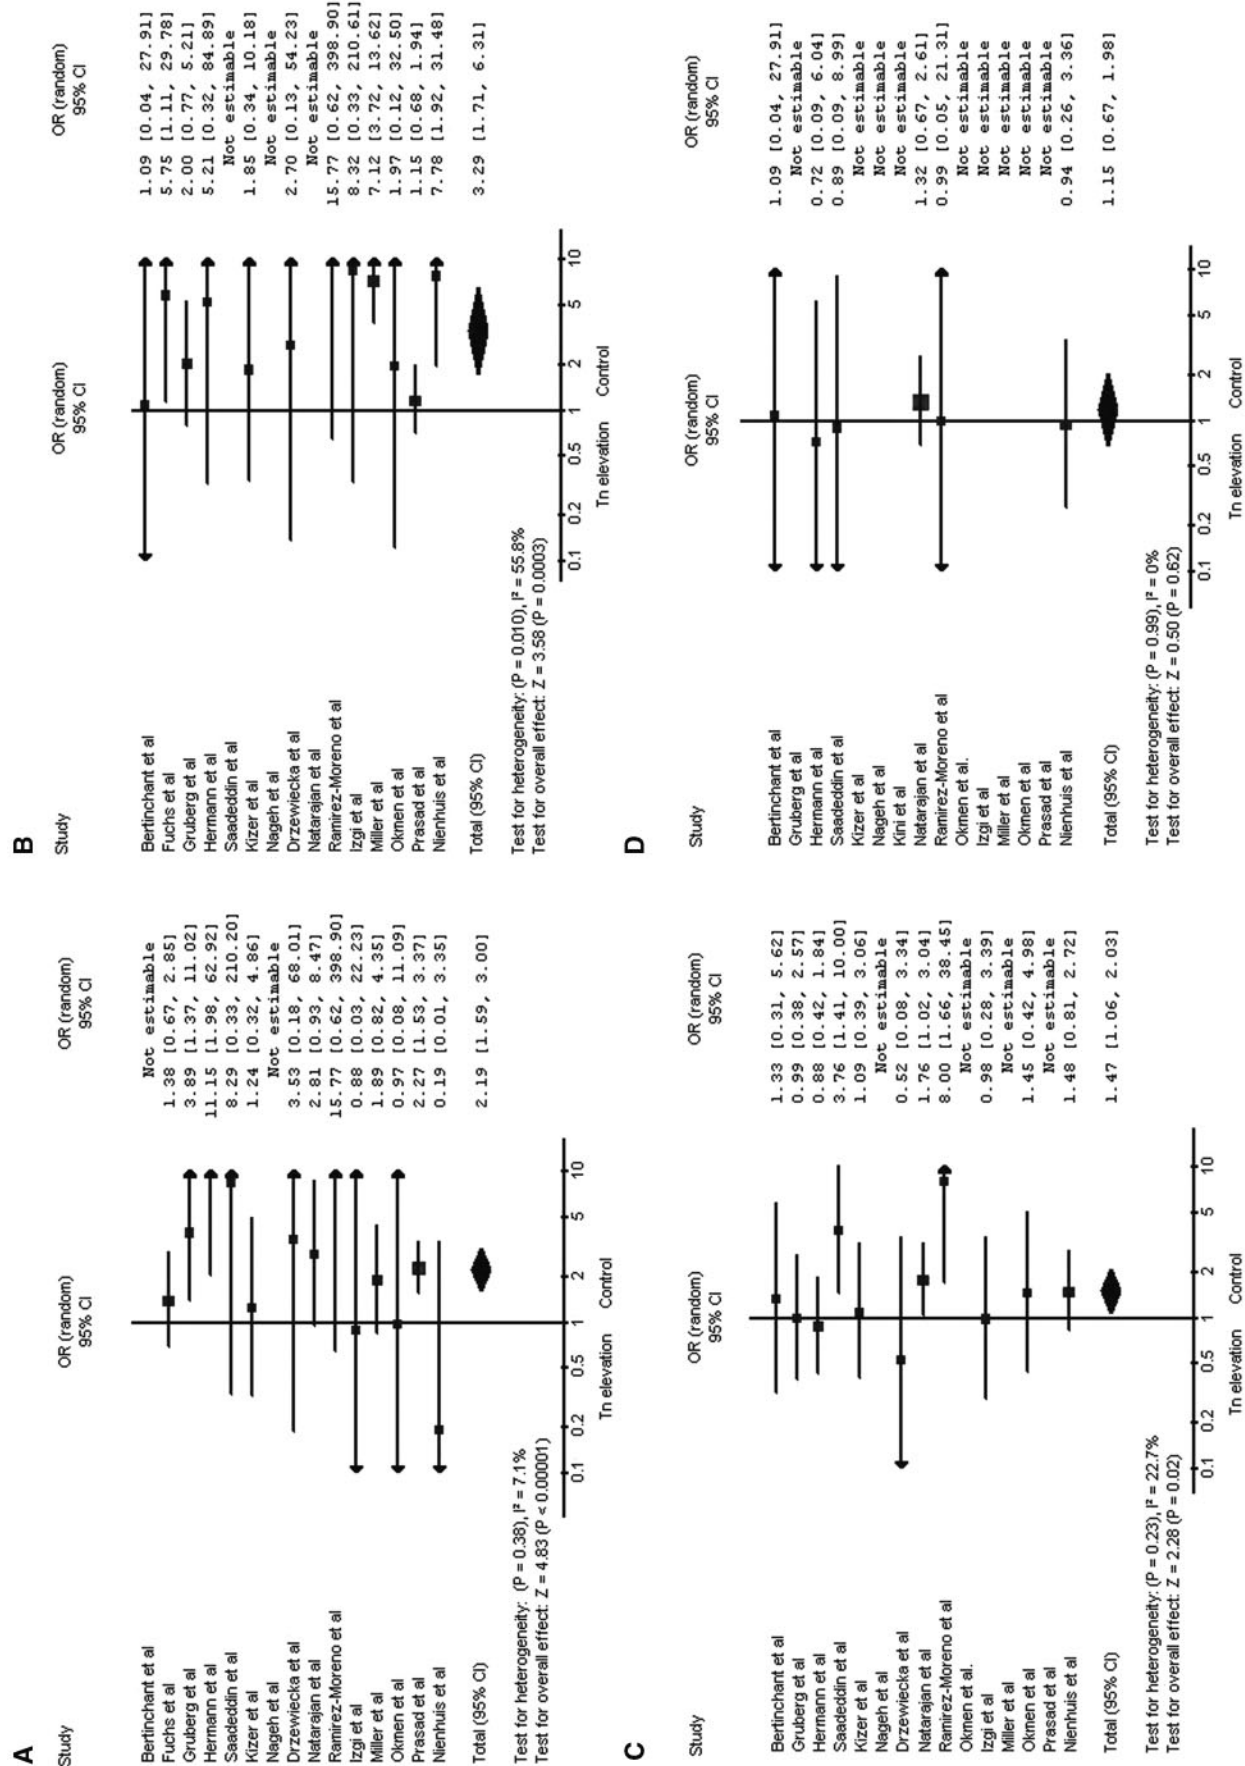 A
Study OR (random) OR (random)
95% CI 95% CI
Bertinchant et al Not estimable
Fuchs et al 1.38 [0.67, 2.85]
Gruberg et al 3.89 [1.37, 11.02]
Hermann et al 11.15 [1.98, 62.92]
Saadeddin et al 8.29 [0.33, 210.20]
Kizer et al 1.24 [0.32, 4.86]
Nageh et al Not estimable
Drzewiecka et al 3.53 [0.18, 68.01]
Natarajan et al 2.81 [0.93, 8.47]
Ramirez-Moreno et al 15.77 [0.62, 398.90]
Izgi et al 0.88 [0.03, 22.23]
Miller et al 1.89 [0.82, 4.35]
Okmen et al 0.97 [0.08, 11.09]
Prasad et al 2.27 [1.53, 3.37]
Nienhuis et al 0.19 [0.01, 3.35]
Total (95% CI) 2.19 [1.59, 3.00]
Test for heterogeneity: (P = 0.38), I² = 7.1%
Test for overall effect: Z = 4.83 (P < 0.00001)
0.1 0.2 0.5 1 2 5 10
Tn elevation Control
B
Study OR (random) OR (random)
95% CI 95% CI
Bertinchant et al 1.09 [0.04, 27.91]
Fuchs et al 5.75 [1.11, 29.78]
Gruberg et al 2.00 [0.77, 5.21]
Hermann et al 5.21 [0.32, 84.89]
Saadeddin et al Not estimable
Kizer et al 1.85 [0.34, 10.18]
Nageh et al Not estimable
Drzewiecka et al 2.70 [0.13, 54.23]
Natarajan et al Not estimable
Ramirez-Moreno et al 15.77 [0.62, 398.90]
Izgi et al 8.32 [0.33, 210.61]
Miller et al 7.12 [3.72, 13.62]
Okmen et al 1.97 [0.12, 32.50]
Prasad et al 1.15 [0.68, 1.94]
Nienhuis et al 7.78 [1.92, 31.48]
Total (95% CI) 3.29 [1.71, 6.31]
Test for heterogeneity: (P = 0.010), I² = 55.8%
Test for overall effect: Z = 3.58 (P = 0.0003)
0.1 0.2 0.5 1 2 5 10
Tn elevation Control
C
Study OR (random) OR (random)
95% CI 95% CI
Bertinchant et al 1.33 [0.31, 5.62]
Gruberg et al 0.99 [0.38, 2.57]
Hermann et al 0.88 [0.42, 1.84]
Saadeddin et al 3.76 [1.41, 10.00]
Kizer et al 1.09 [0.39, 3.06]
Nageh et al Not estimable
Drzewiecka et al 0.52 [0.08, 3.34]
Natarajan et al 1.76 [1.02, 3.04]
Ramirez-Moreno et al 8.00 [1.66, 38.45]
Okmen et al. Not estimable
Izgi et al 0.98 [0.28, 3.39]
Miller et al Not estimable
Okmen et al 1.45 [0.42, 4.98]
Prasad et al Not estimable
Nienhuis et al 1.48 [0.81, 2.72]
Total (95% CI) 1.47 [1.06, 2.03]
Test for heterogeneity: (P = 0.23), I² = 22.7%
Test for overall effect: Z = 2.28 (P = 0.02)
0.1 0.2 0.5 1 2 5 10
Tn elevation Control
D
Study OR (random) OR (random)
95% CI 95% CI
Bertinchant et al 1.09 [0.04, 27.91]
Gruberg et al Not estimable
Hermann et al 0.72 [0.09, 6.04]
Saadeddin et al 0.89 [0.09, 8.99]
Kizer et al Not estimable
Nageh et al Not estimable
Kini et al Not estimable
Natarajan et al 1.32 [0.67, 2.61]
Ramirez-Moreno et al 0.99 [0.05, 21.31]
Okmen et al. Not estimable
Izgi et al Not estimable
Miller et al Not estimable
Okmen et al Not estimable
Prasad et al Not estimable
Nienhuis et al 0.94 [0.26, 3.36]
Total (95% CI) 1.15 [0.67, 1.98]
Test for heterogeneity: (P = 0.99), I² = 0%
Test for overall effect: Z = 0.50 (P = 0.62)
0.1 0.2 0.5 1 2 5 10
Tn elevation Control